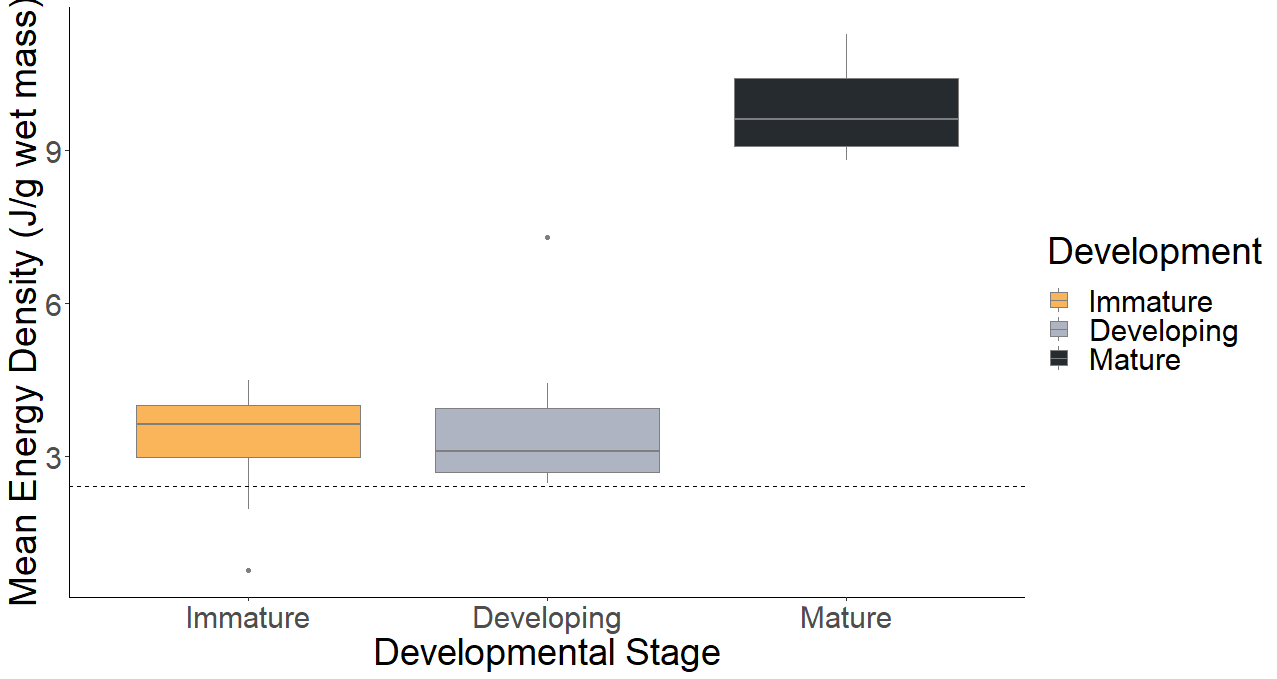 Mean Energy Density (J/g wet mass)
9
6
3
Immature
Developing
Mature
Developmental Stage
Development
Immature
Developing
Mature